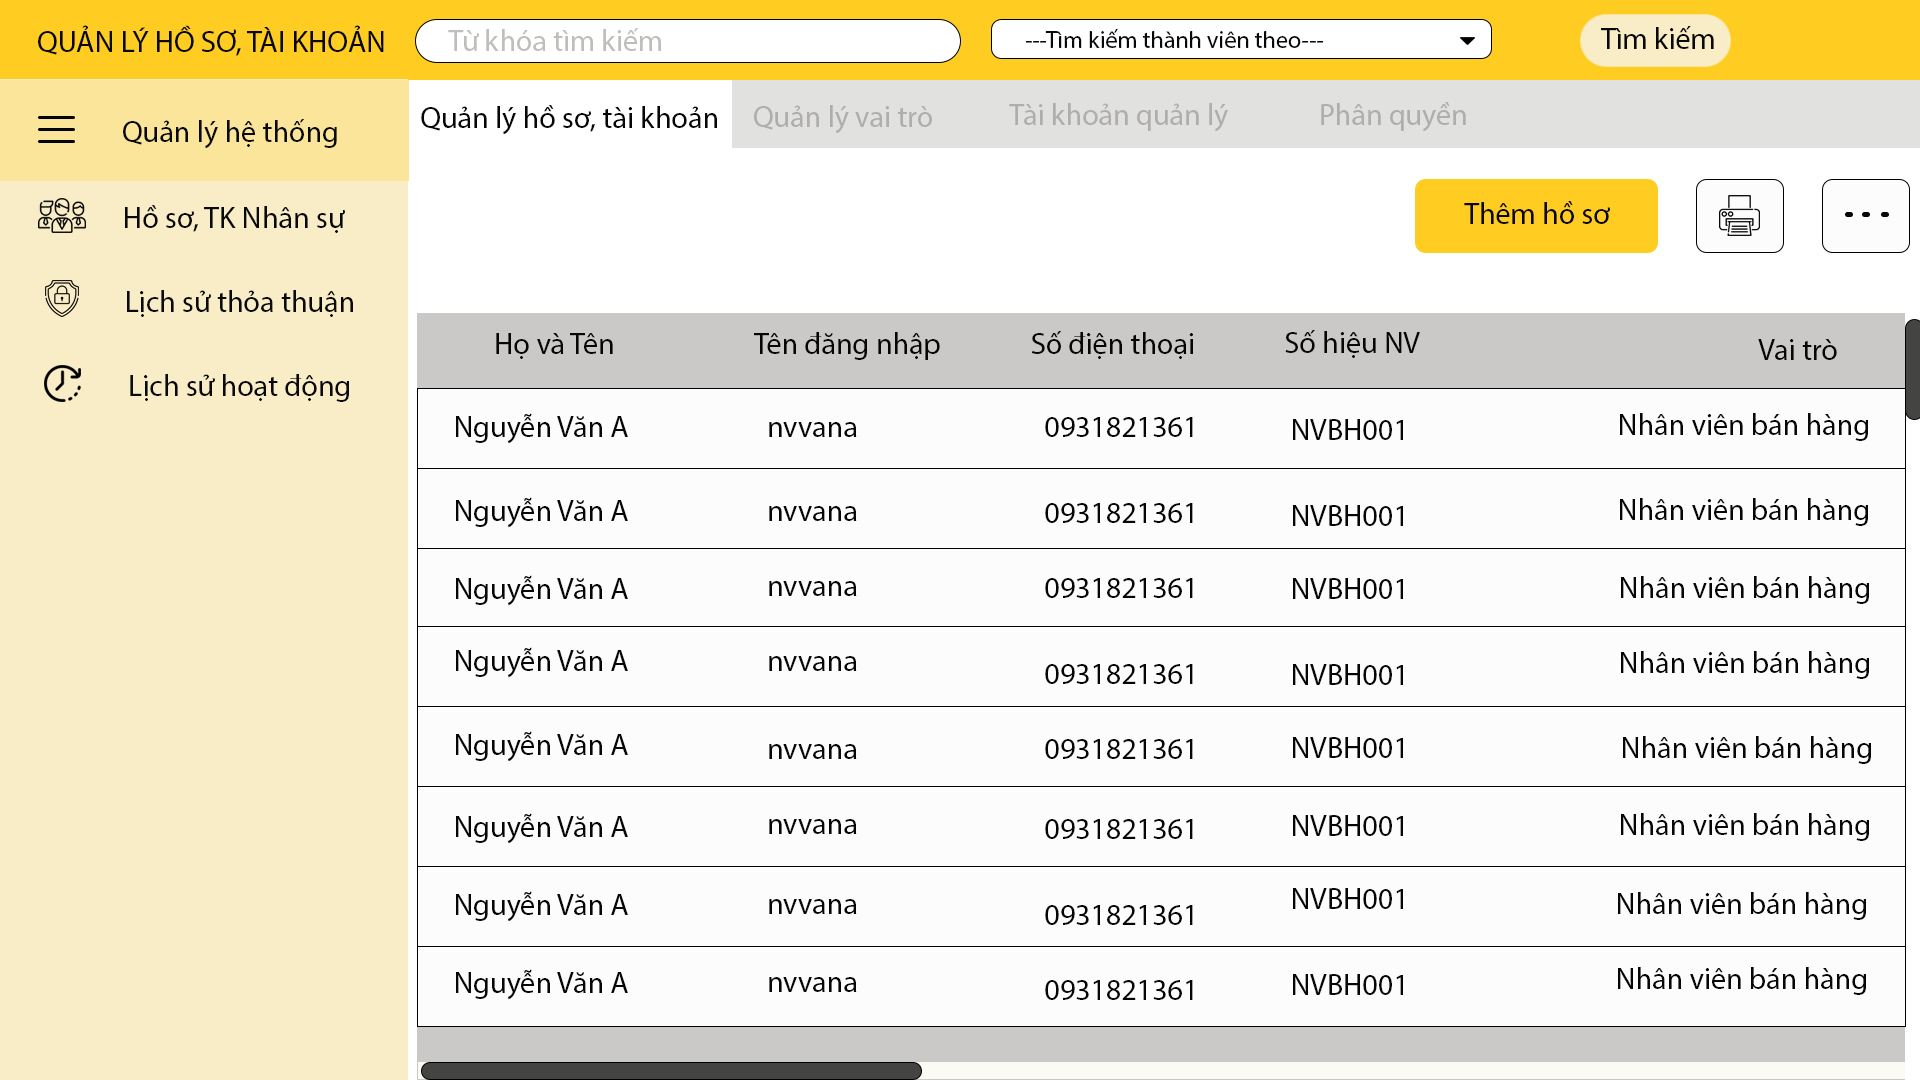 QUẢN LÝ HỒ SƠ, TÀI KHOẢN
Từ khóa tìm kiếm
---Tìm kiếm thành viên theo---
Tìm kiếm
Quản lý hệ thống
Hồ sơ, TK Nhân sự
Lịch sử thỏa thuận
Lịch sử hoạt động
Quản lý hồ sơ, tài khoản
Quản lý vai trò
Tài khoản quản lý
Phân quyền
Thêm hồ sơ
Họ và Tên Tên đăng nhập Số điện thoại Số hiệu NV Vai trò
Nguyễn Văn A nvvana 0931821361 NVBH001 Nhân viên bán hàng
Nguyễn Văn A nvvana 0931821361 NVBH001 Nhân viên bán hàng
Nguyễn Văn A nvvana 0931821361 NVBH001 Nhân viên bán hàng
Nguyễn Văn A nvvana 0931821361 NVBH001 Nhân viên bán hàng
Nguyễn Văn A nvvana 0931821361 NVBH001 Nhân viên bán hàng
Nguyễn Văn A nvvana 0931821361 NVBH001 Nhân viên bán hàng
Nguyễn Văn A nvvana 0931821361 NVBH001 Nhân viên bán hàng
Nguyễn Văn A nvvana 0931821361 NVBH001 Nhân viên bán hàng